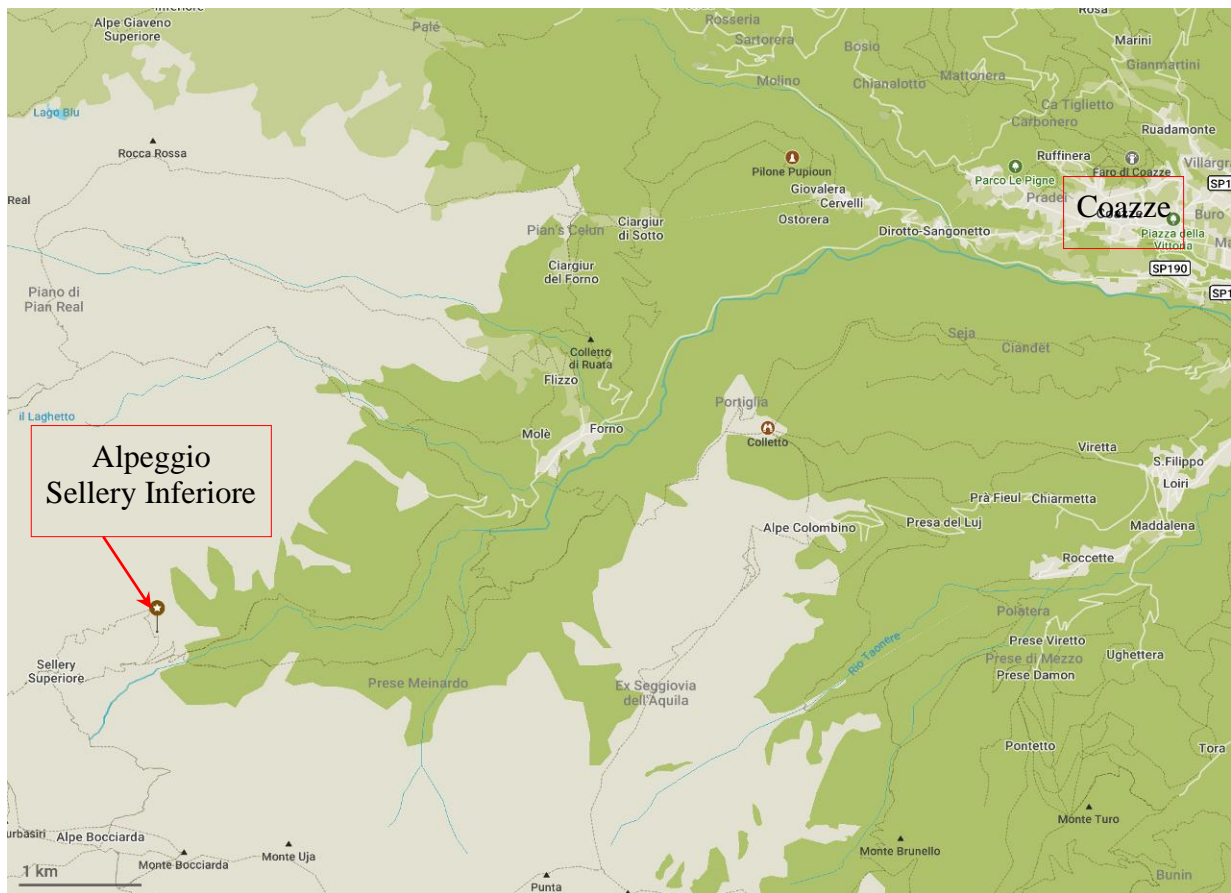 Inferiore
Rosa
Alpe Giaveno
Superiore
Palé
Rosseria
Sartorera
Bosio
Marini
Gianmartini
Molino
Chianalotto
Mattonera
Lago Blu
Ca Tiglietto
Carbonero
Ruadamonte
Rocca Rossa
Pilone Pupioun
Ruffinera
Faro di Coazze
Parco Le Pigne
Giovalera
Cervelli
Pradei
Coazze
Coazze
SP1
Real
Ciargiur
di Sotto
Pian's Celun
Ostorera
Dirotto-Sangonetto
Piazza della
Vittoria
Buro
Ciargiur
del Forno
SP190
SP1
Piano di
Pian Real
Seja
Ciandet
Colletto
di Ruata
Flizzo
il Laghetto
Portiglia
Molè
Forno
Colletto
Viretta
S.Filippo
Loiri
Alpeggio
Sellery Inferiore
Prà Fieul
Chiarmetta
Alpe Colombino
Presa del Luj
Maddalena
Roccette
Polatera
Rio Taonere
Prese Viretto
Prese di Mezzo
Ughettera
Prese Damon
Sellery
Superiore
Prese Meinardo
Ex Seggiovia
dell'Aquila
Pontetto
Tora
Monte Turo
Alpe Bocciarda
Monte Bocciarda
Monte Uja
Monte Brunello
1 km
Punta
Bunin